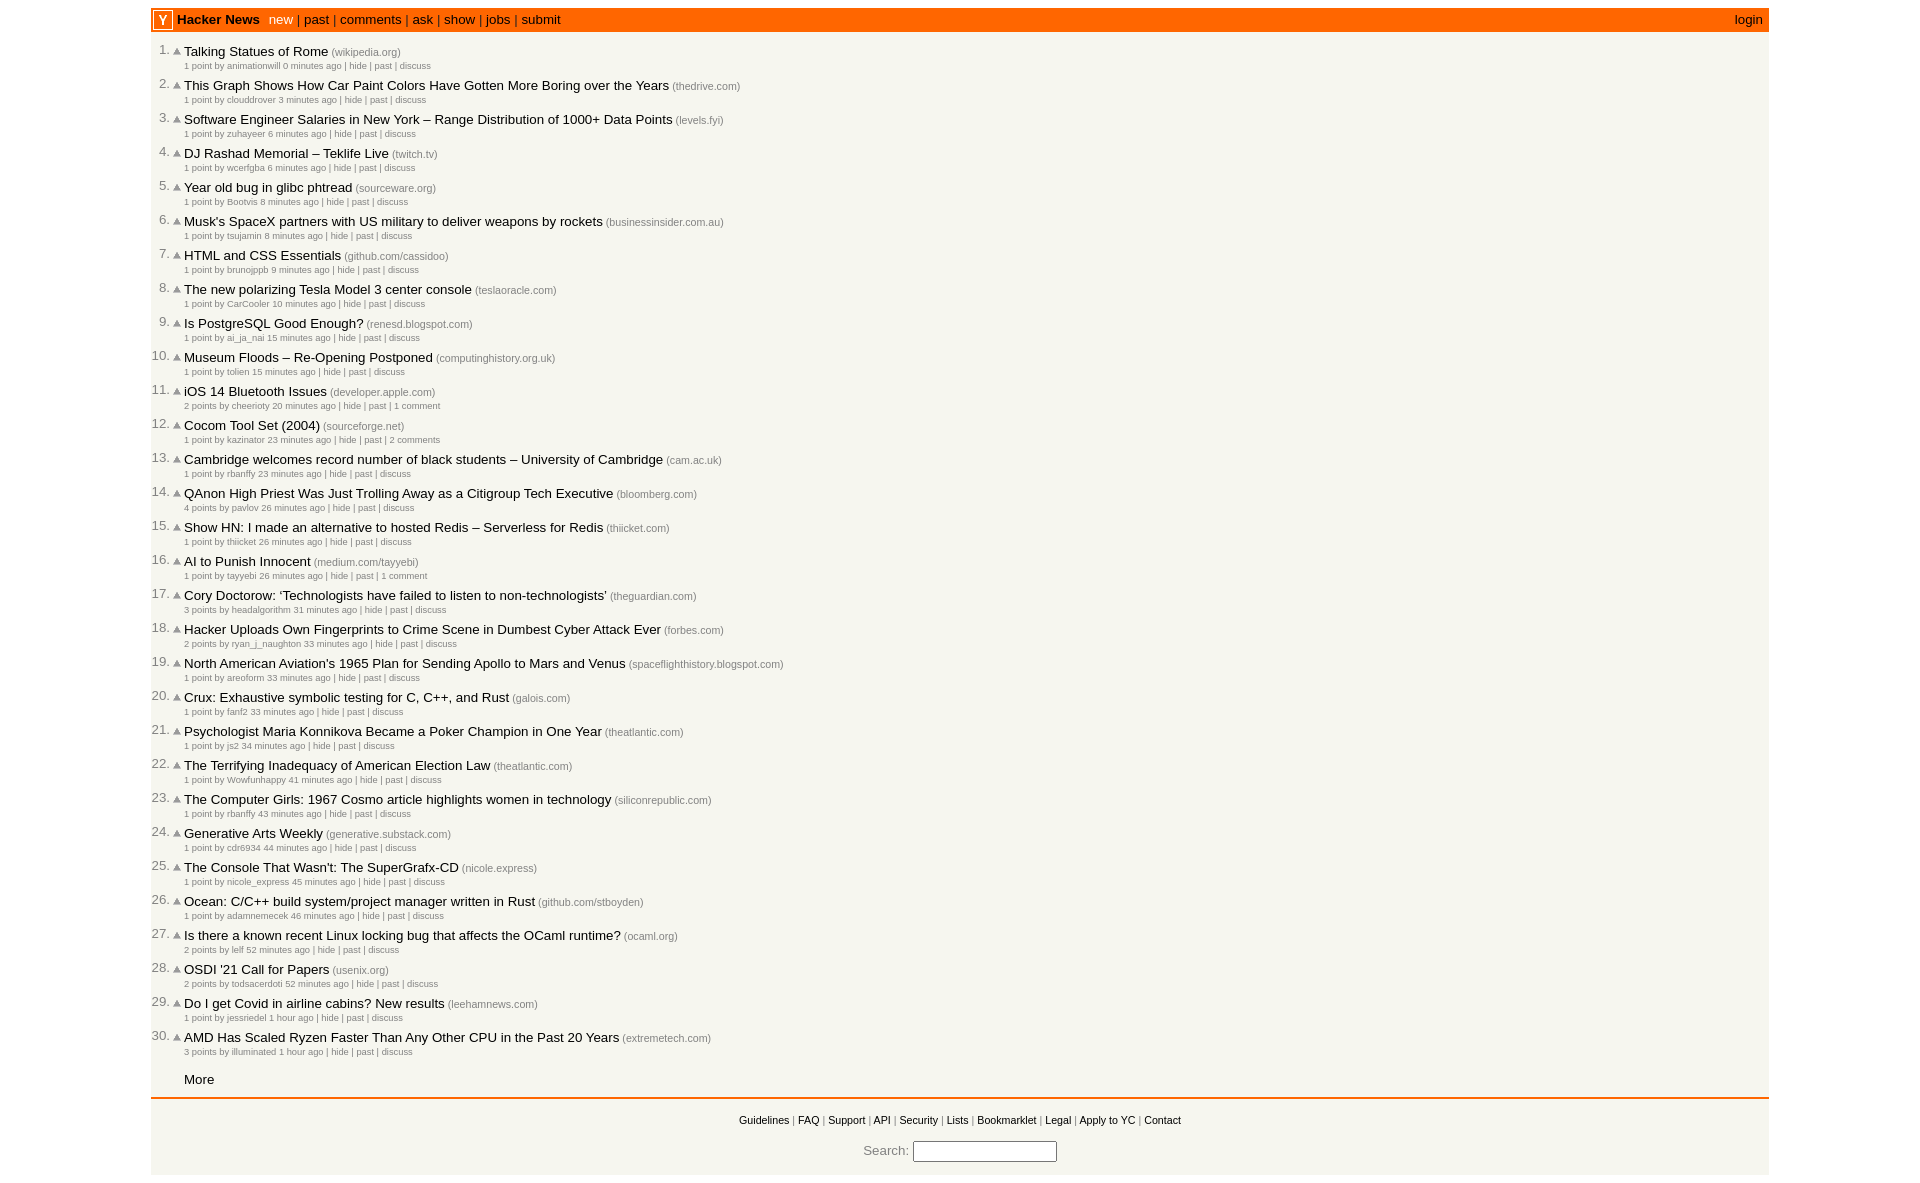 Y Hacker News new | past | comments | ask | show | jobs | submit login
1. Talking Statues of Rome (wikipedia.org)
1 point by animationwill 0 minutes ago | hide | past | discuss
2. This Graph Shows How Car Paint Colors Have Gotten More Boring over the Years (thedrive.com)
1 point by clouddrover 3 minutes ago | hide | past | discuss
3. Software Engineer Salaries in New York – Range Distribution of 1000+ Data Points (levels.fyi)
1 point by zuhayeer 6 minutes ago | hide | past | discuss
4. DJ Rashad Memorial – Teklife Live (twitch.tv)
1 point by wcerfgba 6 minutes ago | hide | past | discuss
5. Year old bug in glibc phtread (sourceware.org)
1 point by Bootvis 8 minutes ago | hide | past | discuss
6. Musk's SpaceX partners with US military to deliver weapons by rockets (businessinsider.com.au)
1 point by tsujamin 8 minutes ago | hide | past | discuss
7. HTML and CSS Essentials (github.com/cassidoo)
1 point by brunojppb 9 minutes ago | hide | past | discuss
8. The new polarizing Tesla Model 3 center console (teslaoracle.com)
1 point by CarCooler 10 minutes ago | hide | past | discuss
9. Is PostgreSQL Good Enough? (renesd.blogspot.com)
1 point by ai_ja_nai 15 minutes ago | hide | past | discuss
10. Museum Floods – Re-Opening Postponed (computinghistory.org.uk)
1 point by tolien 15 minutes ago | hide | past | discuss
11. iOS 14 Bluetooth Issues (developer.apple.com)
2 points by cheerioty 20 minutes ago | hide | past | 1 comment
12. Cocom Tool Set (2004) (sourceforge.net)
1 point by kazinator 23 minutes ago | hide | past | 2 comments
13. Cambridge welcomes record number of black students – University of Cambridge (cam.ac.uk)
1 point by rbanffy 23 minutes ago | hide | past | discuss
14. QAnon High Priest Was Just Trolling Away as a Citigroup Tech Executive (bloomberg.com)
4 points by pavlov 26 minutes ago | hide | past | discuss
15. Show HN: I made an alternative to hosted Redis – Serverless for Redis (thiicket.com)
1 point by thiicket 26 minutes ago | hide | past | discuss
16. AI to Punish Innocent (medium.com/tayyebi)
1 point by tayyebi 26 minutes ago | hide | past | 1 comment
17. Cory Doctorow: ‘Technologists have failed to listen to non-technologists’ (theguardian.com)
3 points by headalgorithm 31 minutes ago | hide | past | discuss
18. Hacker Uploads Own Fingerprints to Crime Scene in Dumbest Cyber Attack Ever (forbes.com)
2 points by ryan_j_naughton 33 minutes ago | hide | past | discuss
19. North American Aviation's 1965 Plan for Sending Apollo to Mars and Venus (spaceflighthistory.blogspot.com)
1 point by areoform 33 minutes ago | hide | past | discuss
20. Crux: Exhaustive symbolic testing for C, C++, and Rust (galois.com)
1 point by fanf2 33 minutes ago | hide | past | discuss
21. Psychologist Maria Konnikova Became a Poker Champion in One Year (theatlantic.com)
1 point by js2 34 minutes ago | hide | past | discuss
22. The Terrifying Inadequacy of American Election Law (theatlantic.com)
1 point by Wowfunhappy 41 minutes ago | hide | past | discuss
23. The Computer Girls: 1967 Cosmo article highlights women in technology (siliconrepublic.com)
1 point by rbanffy 43 minutes ago | hide | past | discuss
24. Generative Arts Weekly (generative.substack.com)
1 point by cdr6934 44 minutes ago | hide | past | discuss
25. The Console That Wasn't: The SuperGrafx-CD (nicole.express)
1 point by nicole_express 45 minutes ago | hide | past | discuss
26. Ocean: C/C++ build system/project manager written in Rust (github.com/stboyden)
1 point by adamnemecek 46 minutes ago | hide | past | discuss
27. Is there a known recent Linux locking bug that affects the OCaml runtime? (ocaml.org)
2 points by lelf 52 minutes ago | hide | past | discuss
28. OSDI '21 Call for Papers (usenix.org)
2 points by todsacerdoti 52 minutes ago | hide | past | discuss
29. Do I get Covid in airline cabins? New results (leehamnews.com)
1 point by jessriedel 1 hour ago | hide | past | discuss
30. AMD Has Scaled Ryzen Faster Than Any Other CPU in the Past 20 Years (extremetech.com)
3 points by illuminated 1 hour ago | hide | past | discuss
More
Guidelines | FAQ | Support | API | Security | Lists | Bookmarklet | Legal | Apply to YC | Contact
Search: